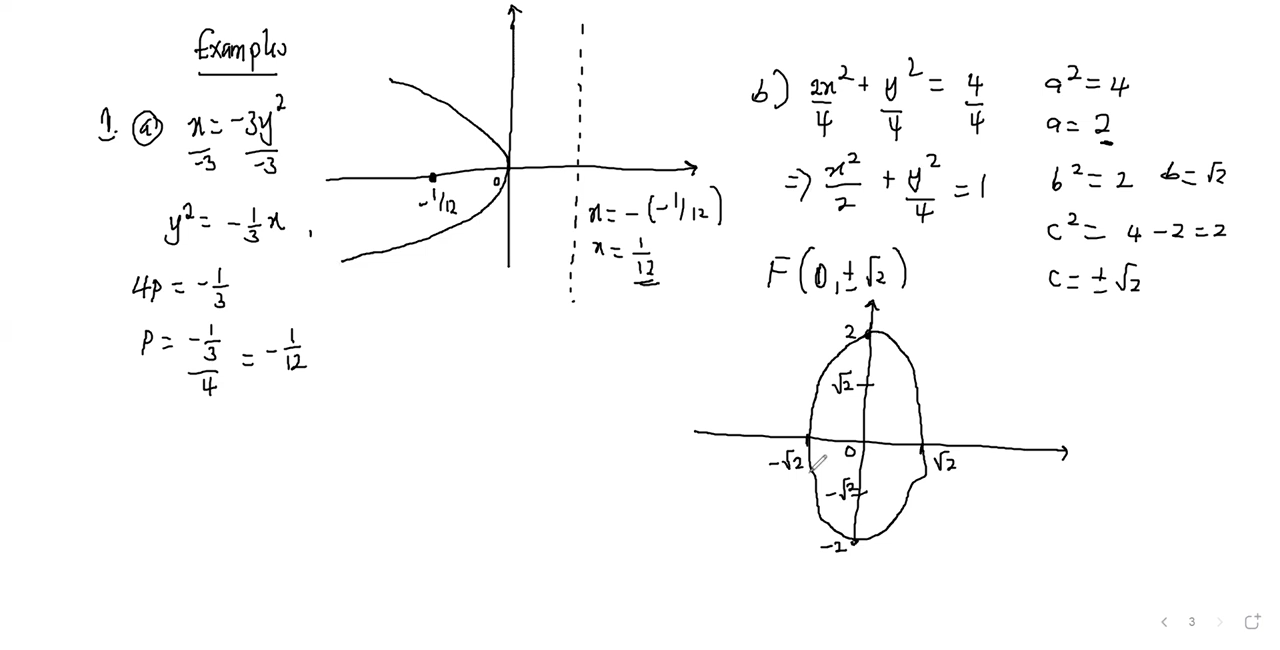 Examples
1. (a) x = -3y²
-3 -3
y² = -1/3 x ,
4P = -1/3
P = -1/3 / 4 = -1/12
-1/12
0
x = -(-1/12)
x = 1/12
b) 2x²/4 + y²/4 = 4/4
=> x²/2 + y²/4 = 1
F(0, ±√2)
a² = 4
a = 2
b² = 2 b = √2
c² = 4 - 2 = 2
c = ±√2
2
√2
-√2 0 √2
-√2
-2
3